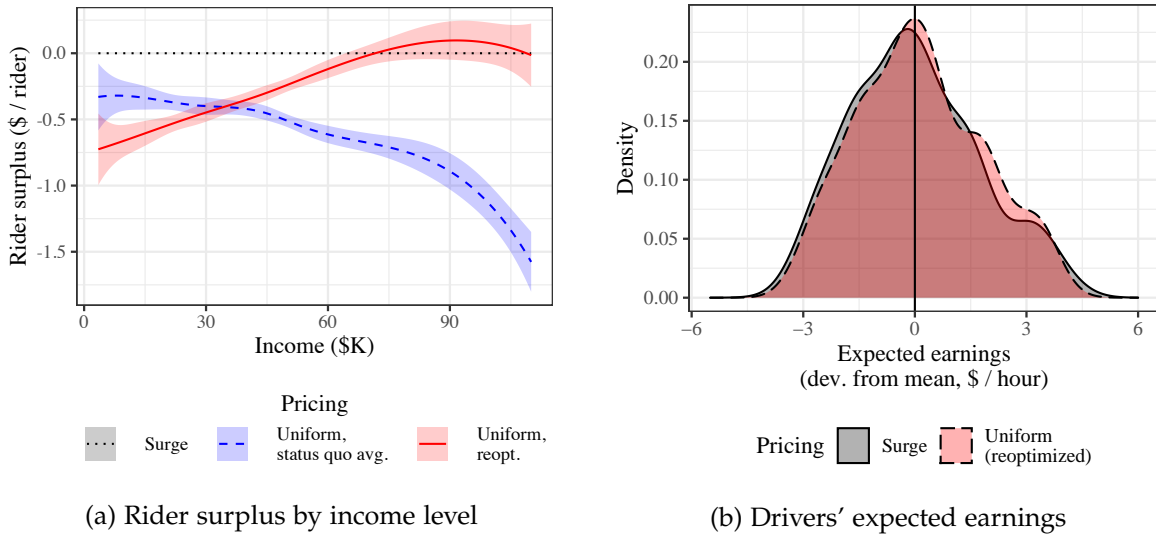 Rider surplus ($ / rider)
0.0
-0.5
-1.0
-1.5
0
30
60
90
Income ($K)
Pricing
Surge
Uniform,
status quo avg.
Uniform,
reopt.
(a) Rider surplus by income level
Density
0.20
0.15
0.10
0.05
0.00
−6
−3
0
3
6
Expected earnings
(dev. from mean, $ / hour)
Pricing
Surge
Uniform
(reoptimized)
(b) Drivers’ expected earnings